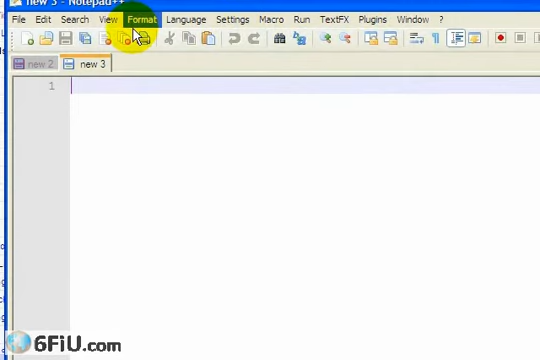 new 3 - Notepad++
File Edit Search View Format Language Settings Macro Run TextFX Plugins Window ?
new 2 new 3
1
6FiU.com